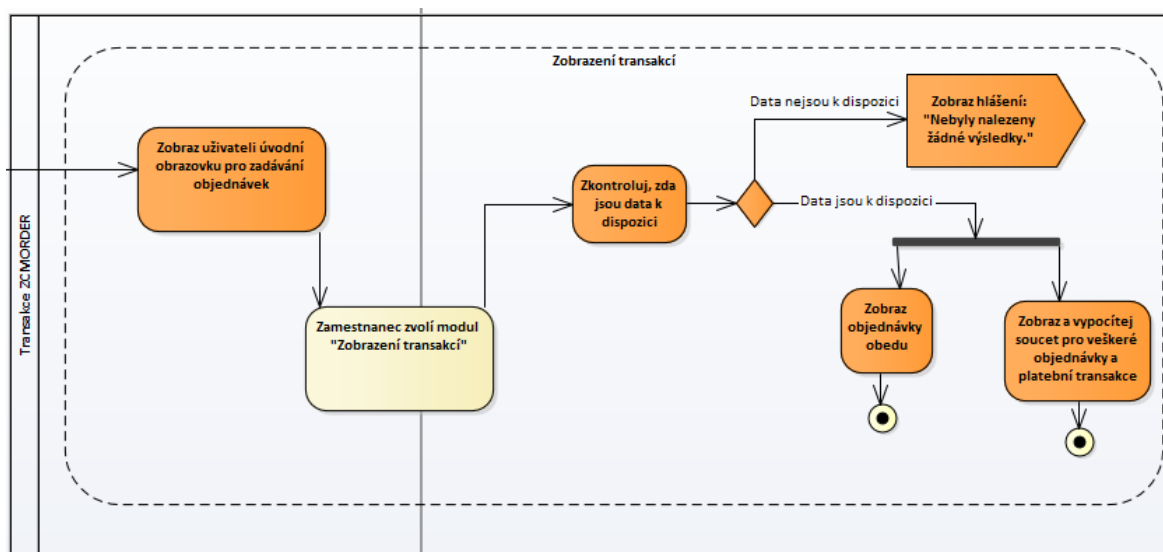 Transakce ZCMORDER
Zobrazení transakcí
Zobraz uživateli úvodní
obrazovku pro zadávání
objednávek
Zamestnanec zvolí modul
"Zobrazení transakcí"
Zkontroluj, zda
jsou data k
dispozici
Data nejsou k dispozici
Zobraz hlášení:
"Nebyly nalezeny
žádné výsledky."
Data jsou k dispozici
Zobraz
objednávky
obedu
Zobraz a vypocítej
soucet pro veškeré
objednávky a
platební transakce